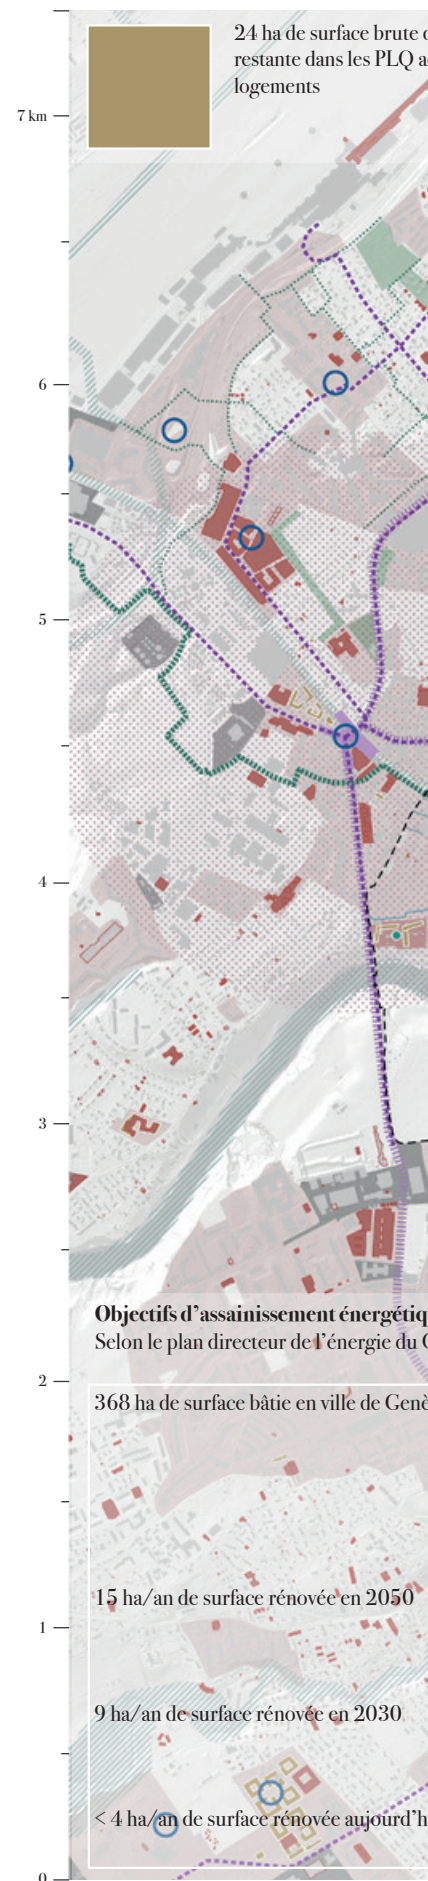 24 ha de surface brute
restante dans les PLQ
logements
7 km
6
5
4
3
Objectifs d'assainissement
Selon le plan directeur de l'énergie du
2
368 ha de surface bâtie en ville de
15 ha/an de surface rénovée en 2050
1
9 ha/an de surface rénovée en 2030
< 4 ha/an de surface rénovée
0